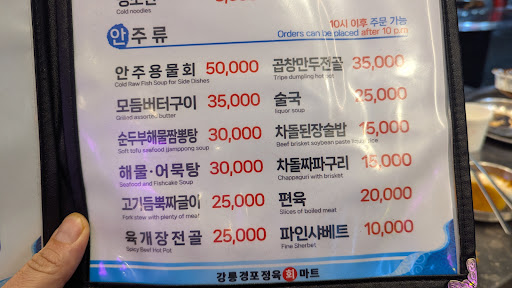 Cold noodles
안주류
10시 이후 주문 가능
Orders can be placed after 10 p.m
안주용물회 50,000
Cold Raw Fish Soup for Side Dishes
모듬버터구이 35,000
Grilled assorted butter
순두부해물짬뽕탕 30,000
Soft tofu seafood jjamppong soup
해물·어묵탕 30,000
Seafood and Fishcake Soup
고기듬뿍짜글이 25,000
Pork stew with plenty of meat
육개장전골 25,000
Spicy Beef Hot Pot
곱창만두전골 35,000
Tripe dumpling hot pot
술국 25,000
liquor soup
차돌된장술밥 15,000
Beef brisket soybean paste
차돌짜파구리 15,000
Chappaguri with brisket
편육 20,000
Slices of boiled meat
파인샤베트 10,000
Fine Sherbet
강릉경포정육회마트